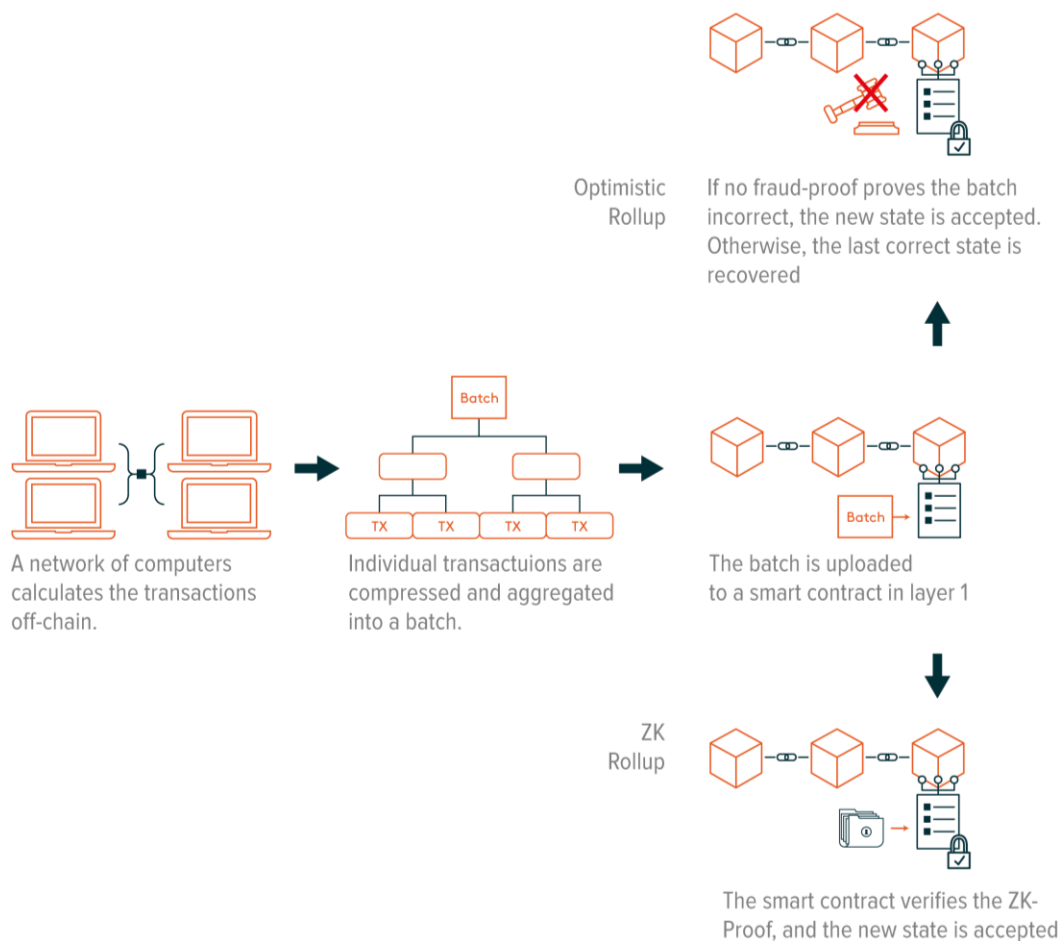 Optimistic
Rollup
If no fraud-proof proves the batch
incorrect, the new state is accepted.
Otherwise, the last correct state is
recovered
Batch
TX
TX
TX
TX
Batch
A network of computers
calculates the transactions
off-chain.
Individual transactuions are
compressed and aggregated
into a batch.
The batch is uploaded
to a smart contract in layer 1
ZK
Rollup
The smart contract verifies the ZK-
Proof, and the new state is accepted